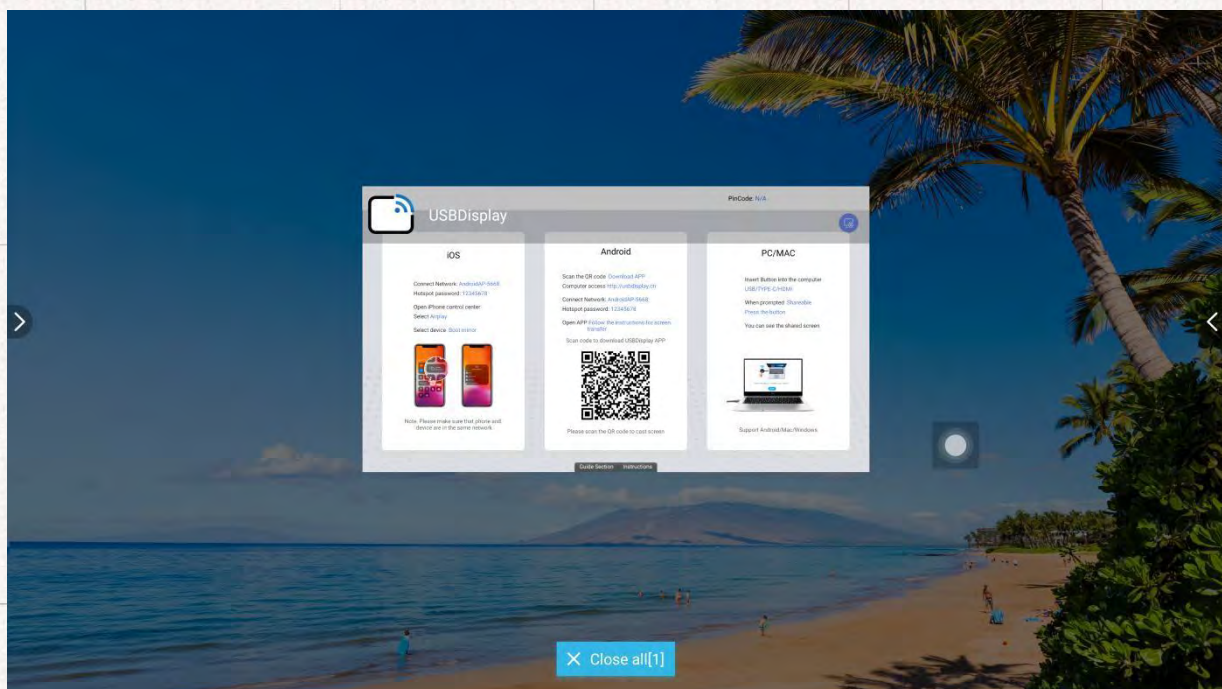 PinCode: N/A
USBDisplay
iOS
Connect Network: AndroidAP-
Hotspot password: 12345678
Open iPhone control center
Select Airplay
Select device
Note: Please make sure that phone and
device are in the same network
Android
Scan the QR code Download APP
Computer access http://usbdisplay.cn
Connect Network: AndroidAP-
Hotspot password: 12345678
Open APP Follow the instructions for screen
transfer
Scan code to download USBDisplay APP
Please scan the QR code to cast screen
PC/MAC
Insert Button into the computer
USB/TYPE-C/HDMI
When prompted Shareable
Press the button
You can see the shared screen
Support Android/Mac/Windows
Guide Section Instructions
Close all[1]